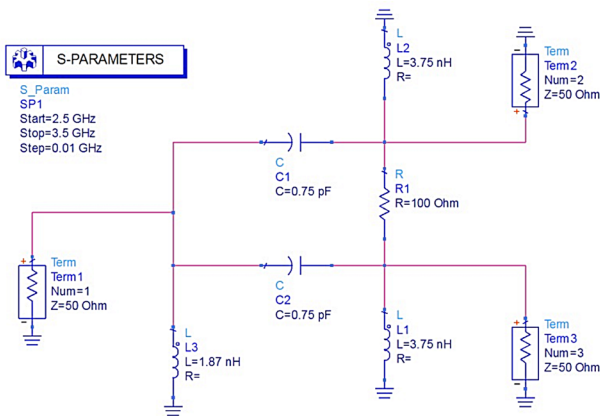 S-PARAMETERS
S_Param
SP1
Start=2.5 GHz
Stop=3.5 GHz
Step=0.01 GHz
L
L2
L=3.75 nH
R=
-
Term
Term2
Num=2
Z=50 Ohm
+
C
C1
C=0.75 pF
R
R1
R=100 Ohm
+
Term
Term1
Num=1
Z=50 Ohm
-
C
C2
C=0.75 pF
L
L3
L=1.87 nH
R=
L
L1
L=3.75 nH
R=
+
Term
Term3
Num=3
Z=50 Ohm
-